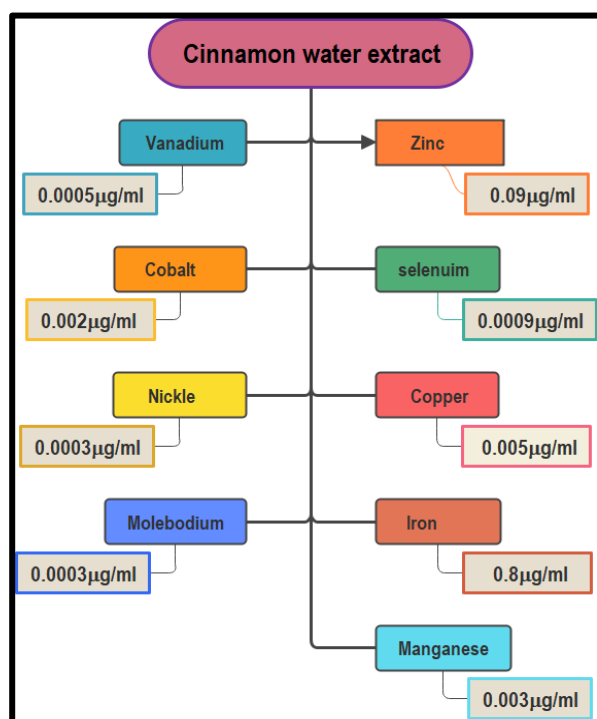 Cinnamon water extract
Vanadium
Zinc
0.0005µg/ml
0.09µg/ml
Cobalt
selenuim
0.002µg/ml
0.0009µg/ml
Nickle
Copper
0.0003µg/ml
0.005µg/ml
Molebodium
Iron
0.0003µg/ml
0.8µg/ml
Manganese
0.003µg/ml